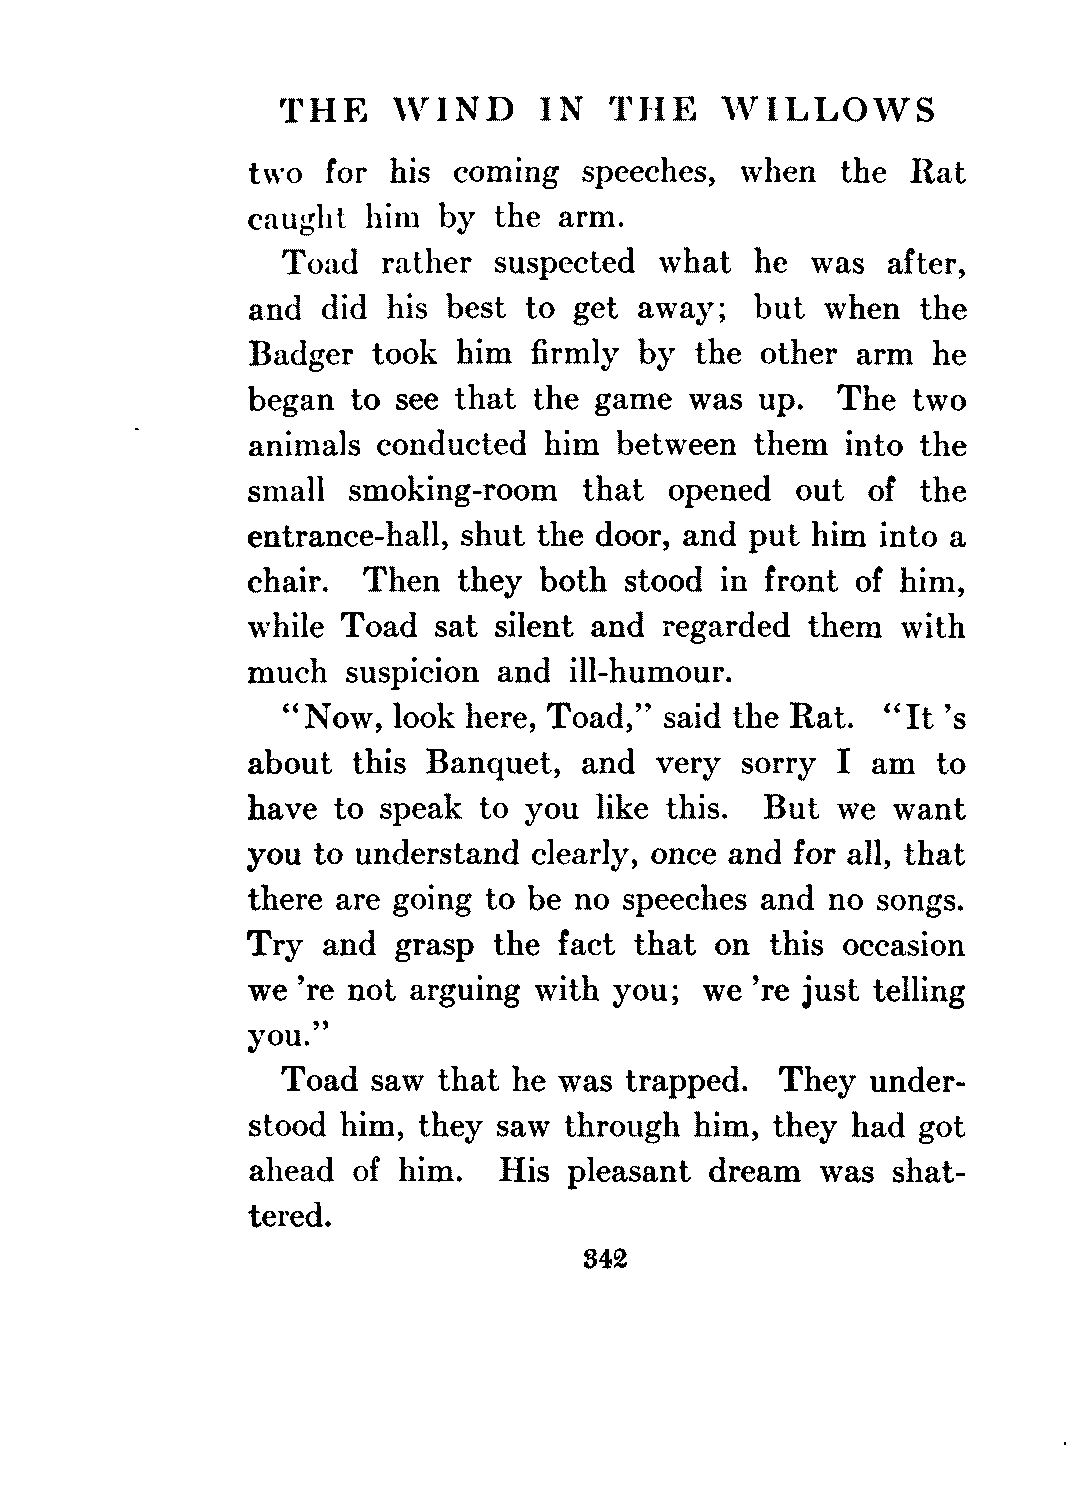 THE WIND IN THE WILLOWS
two for his coming speeches, when the Rat
caught him by the arm.
Toad rather suspected what he was after,
and did his best to get away; but when the
Badger took him firmly by the other arm he
began to see that the game was up. The two
animals conducted him between them into the
small smoking-room that opened out of the
entrance-hall, shut the door, and put him into a
chair. Then they both stood in front of him,
while Toad sat silent and regarded them with
much suspicion and ill-humour.
"Now, look here, Toad," said the Rat. "It 's
about this Banquet, and very sorry I am to
have to speak to you like this. But we want
you to understand clearly, once and for all, that
there are going to be no speeches and no songs.
Try and grasp the fact that on this occasion
we 're not arguing with you; we 're just telling
you."
Toad saw that he was trapped. They under-
stood him, they saw through him, they had got
ahead of him. His pleasant dream was shat-
tered.
342